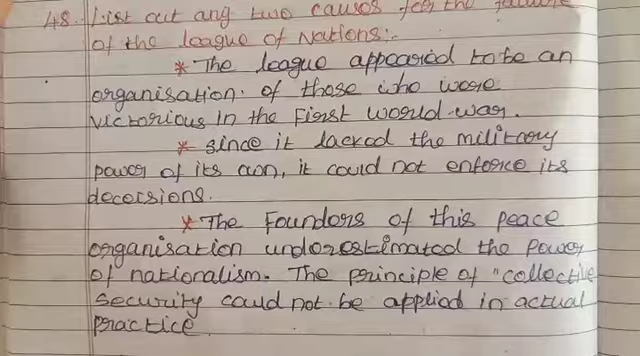 48. List out any two causes for the failure
of the league of Nations:-
* The league appeared to be an
organisation. of those who were
victorious in the First world-war.
* since it lacked the military
power of its own, it could not enforce its
decersions.
* The Founders of this peace
organisation underestimated the power
of nationalism. The principle of "collective
security could not be applied in actual
practice.